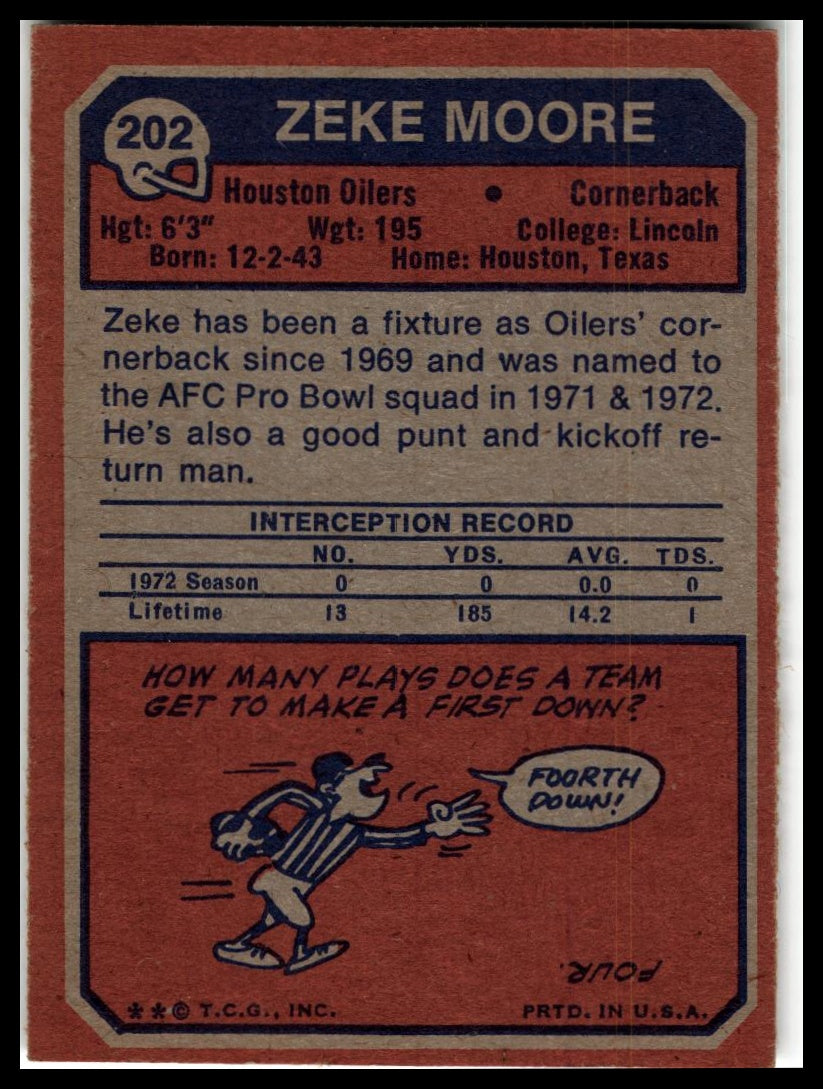 202
ZEKE MOORE
Houston Oilers • Cornerback
Hgt: 6'3" Wgt: 195 College: Lincoln
Born: 12-2-43 Home: Houston, Texas
Zeke has been a fixture as Oilers' cor-
nerback since 1969 and was named to
the AFC Pro Bowl squad in 1971 & 1972.
He's also a good punt and kickoff re-
turn man.
INTERCEPTION RECORD
NO. YDS. AVG. TDS.
1972 Season 0 0 0.0 0
Lifetime 13 185 14.2 1
HOW MANY PLAYS DOES A TEAM
GET TO MAKE A FIRST DOWN?
FOURTH
DOWN!
FOUR.
**© T.C.G., INC. PRTD. IN U.S.A.